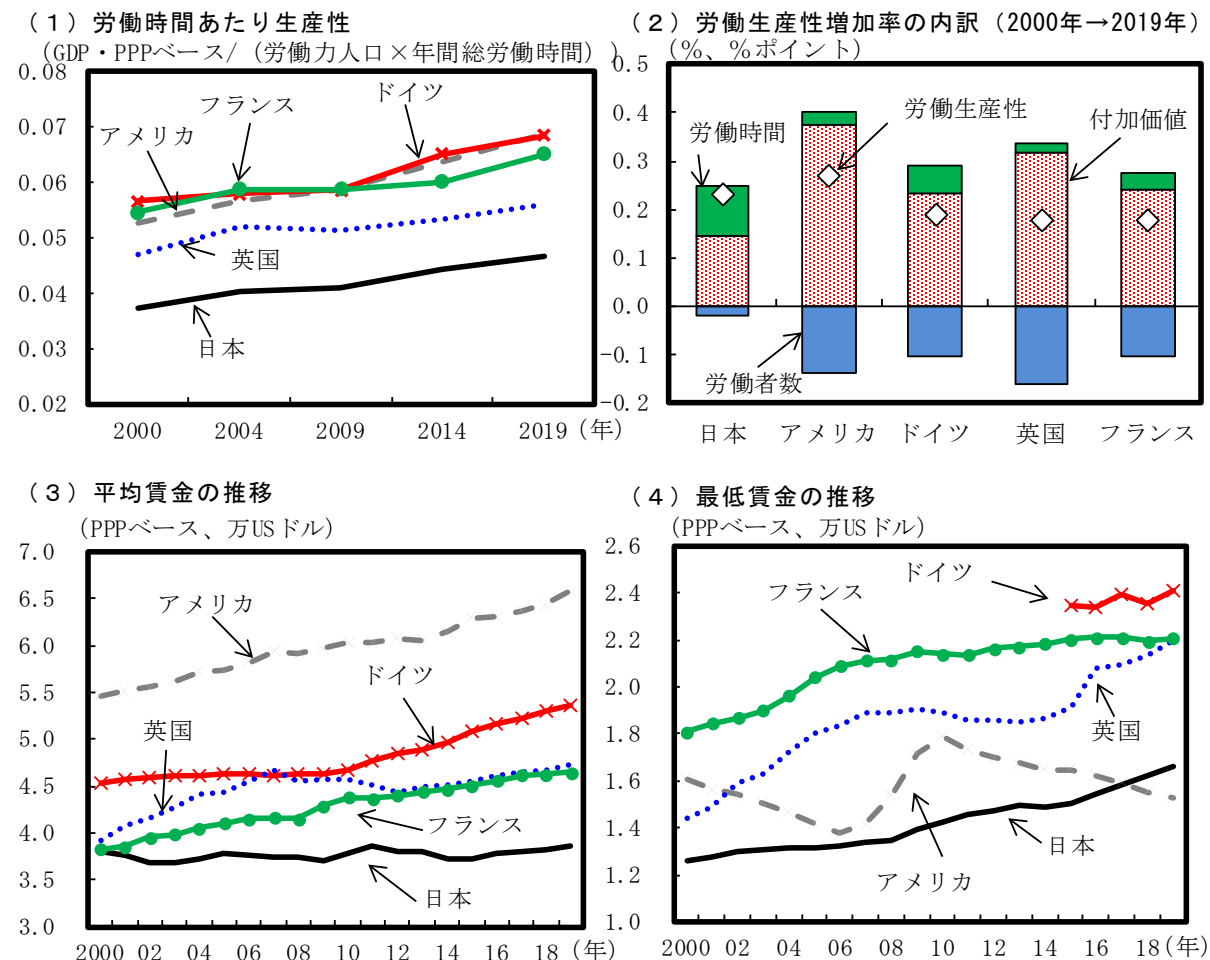 （１）労働時間あたり生産性
(GDP・PPPベース/（労働力人口×年間総労働時間）)
0.08
0.07
0.06
0.05
0.04
0.03
0.02
フランス
ドイツ
アメリカ
英国
日本
2000 2004 2009 2014 2019 (年)
（２）労働生産性増加率の内訳（2000年→2019年）
(%、%ポイント)
0.5
0.4
0.3
0.2
0.1
0.0
-0.1
-0.2
労働時間
労働生産性
付加価値
労働者数
日本 アメリカ ドイツ 英国 フランス
（３）平均賃金の推移
(PPPベース、万USドル)
7.0
6.5
6.0
5.5
5.0
4.5
4.0
3.5
3.0
アメリカ
ドイツ
英国
フランス
日本
2000 02 04 06 08 10 12 14 16 18 (年)
（４）最低賃金の推移
(PPPベース、万USドル)
2.6
2.4
2.2
2.0
1.8
1.6
1.4
1.2
1.0
ドイツ
フランス
英国
日本
アメリカ
2000 02 04 06 08 10 12 14 16 18 (年)